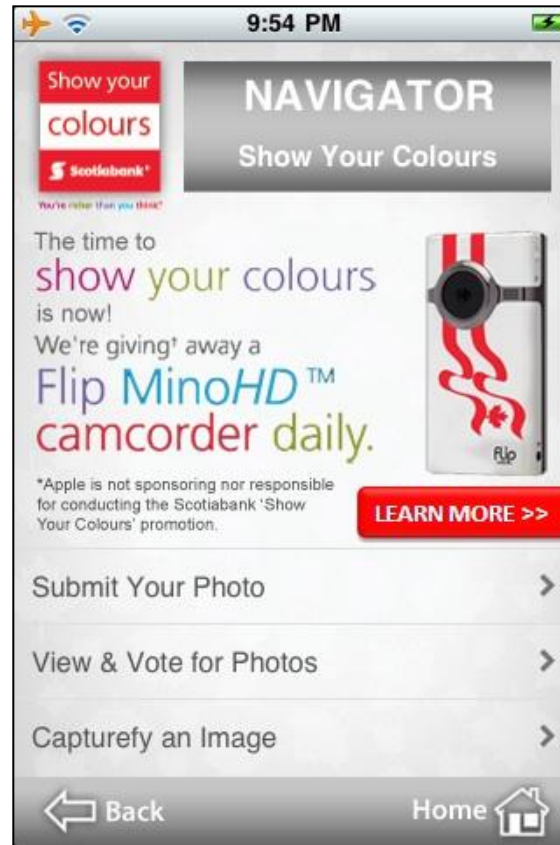 9:54 PM
Show your
colours
Scotiabank*
You're richer than you think.*
NAVIGATOR
Show Your Colours
The time to
show your colours
is now!
We're giving† away a
Flip MinoHD™
camcorder daily.
*Apple is not sponsoring nor responsible
for conducting the Scotiabank 'Show
Your Colours' promotion.
flip
LEARN MORE >>
Submit Your Photo
View & Vote for Photos
Capturefy an Image
Back
Home